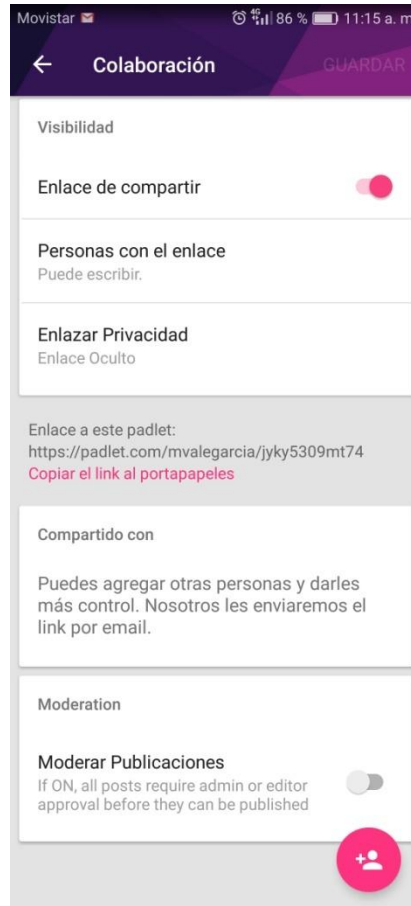 Movistar 4G 86 % 11:15 a. m
Colaboración GUARDAR
Visibilidad
Enlace de compartir
Personas con el enlace
Puede escribir.
Enlazar Privacidad
Enlace Oculto
Enlace a este padlet:
https://padlet.com/mvalegarcia/jyky5309mt74
Copiar el link al portapapeles
Compartido con
Puedes agregar otras personas y darles
más control. Nosotros les enviaremos el
link por email.
Moderation
Moderar Publicaciones
If ON, all posts require admin or editor
approval before they can be published